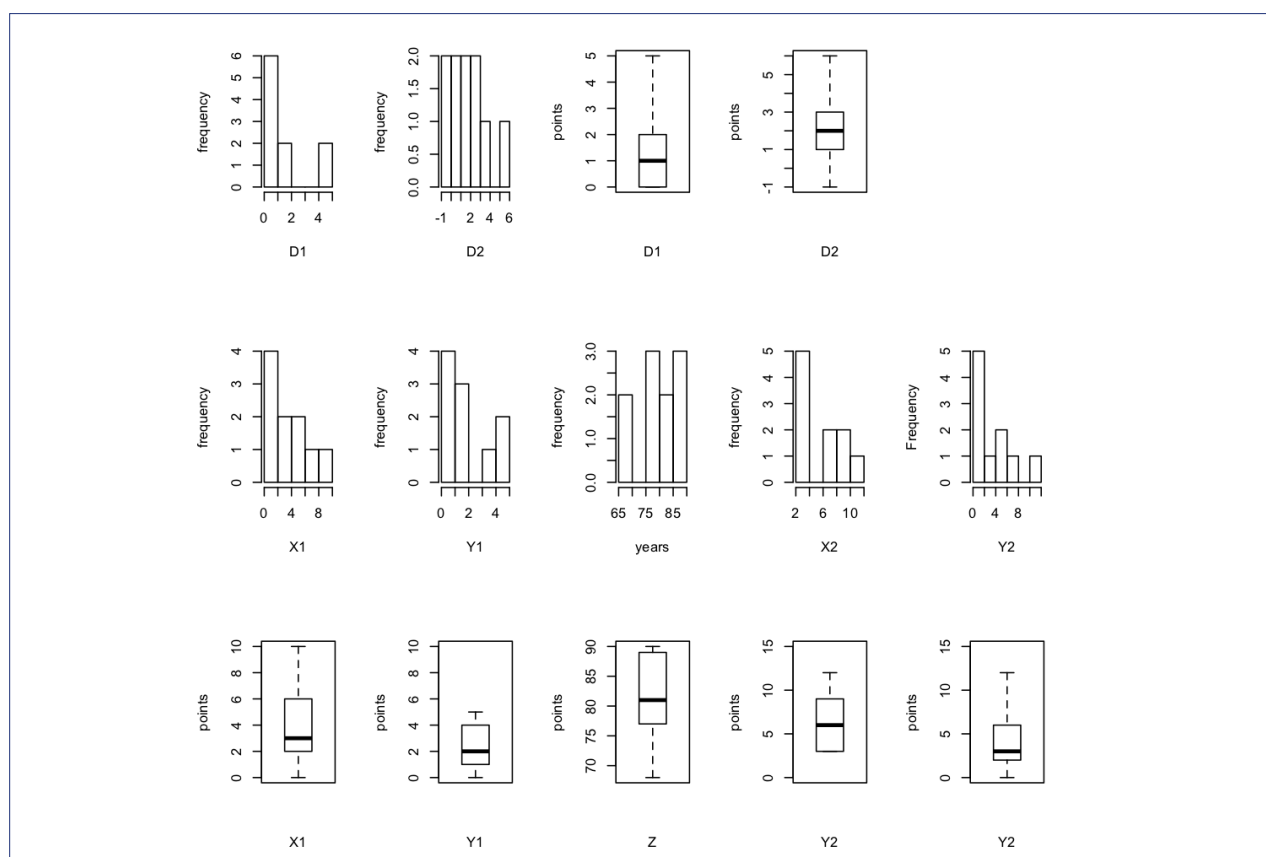 frequency
0 1 2 3 4 5 6
0 2 4
D1
frequency
0.0 0.5 1.0 1.5 2.0
-1 2 4 6
D2
points
0 1 2 3 4 5
D1
points
-1 1 3 5
D2
frequency
0 1 2 3 4
0 4 8
X1
frequency
0 1 2 3 4
0 2 4
Y1
frequency
0.0 1.0 2.0 3.0
65 75 85
years
frequency
0 1 2 3 4 5
2 6 10
X2
Frequency
0 1 2 3 4 5
0 4 8
Y2
points
0 2 4 6 8 10
X1
points
0 2 4 6 8 10
Y1
points
70 75 80 85 90
Z
points
0 5 10 15
Y2
points
0 5 10 15
Y2